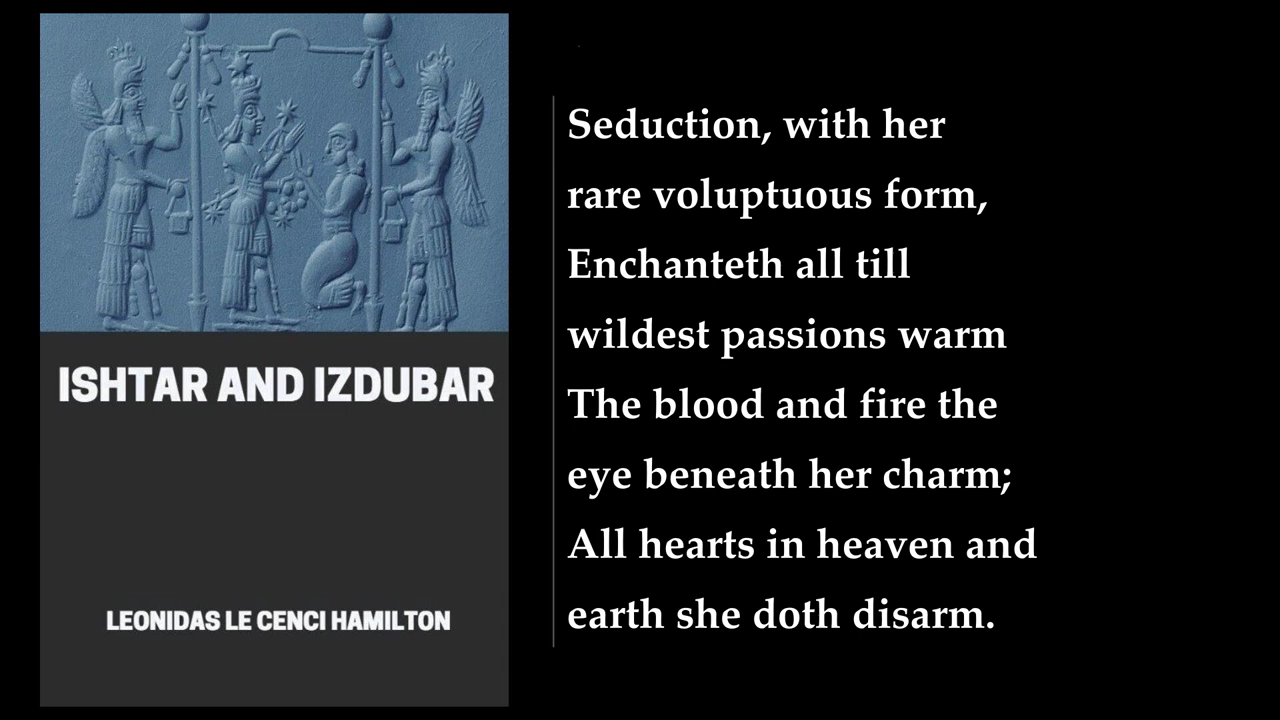 ISHTAR AND IZDUBAR
LEONIDAS LE CENCI HAMILTON
Seduction, with her
rare voluptuous form,
Enchanteth all till
wildest passions warm
The blood and fire the
eye beneath her charm;
All hearts in heaven and
earth she doth disarm.